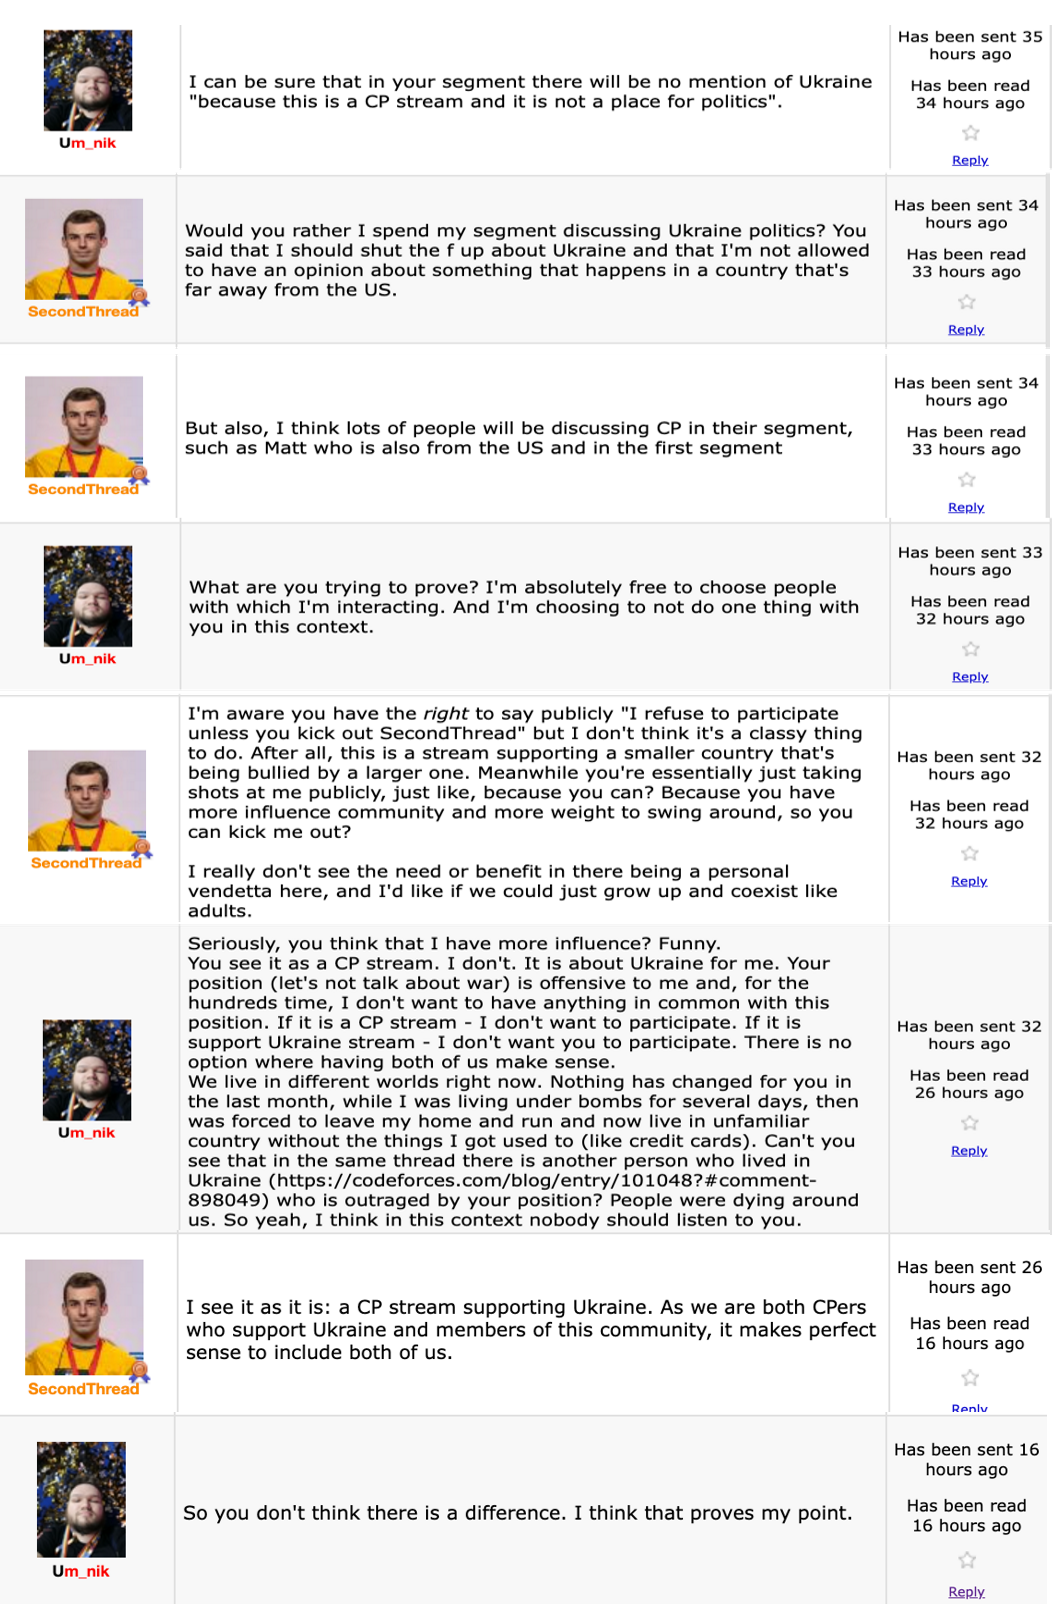 I can be sure that in your segment there will be no mention of Ukraine
"because this is a CP stream and it is not a place for politics".
Um_nik
Has been sent 35
hours ago
Has been read
34 hours ago
Reply
Would you rather I spend my segment discussing Ukraine politics? You
said that I should shut the f up about Ukraine and that I'm not allowed
to have an opinion about something that happens in a country that's
far away from the US.
SecondThread
Has been sent 34
hours ago
Has been read
33 hours ago
Reply
But also, I think lots of people will be discussing CP in their segment,
such as Matt who is also from the US and in the first segment
SecondThread
Has been sent 34
hours ago
Has been read
33 hours ago
Reply
What are you trying to prove? I'm absolutely free to choose people
with which I'm interacting. And I'm choosing to not do one thing with
you in this context.
Um_nik
Has been sent 33
hours ago
Has been read
32 hours ago
Reply
I'm aware you have the right to say publicly "I refuse to participate
unless you kick out SecondThread" but I don't think it's a classy thing
to do. After all, this is a stream supporting a smaller country that's
being bullied by a larger one. Meanwhile you're essentially just taking
shots at me publicly, just like, because you can? Because you have
more influence community and more weight to swing around, so you
can kick me out?
I really don't see the need or benefit in there being a personal
vendetta here, and I'd like if we could just grow up and coexist like
adults.
SecondThread
Has been sent 32
hours ago
Has been read
32 hours ago
Reply
Seriously, you think that I have more influence? Funny.
You see it as a CP stream. I don't. It is about Ukraine for me. Your
position (let's not talk about war) is offensive to me and, for the
hundreds time, I don't want to have anything in common with this
position. If it is a CP stream - I don't want to participate. If it is
support Ukraine stream - I don't want you to participate. There is no
option where having both of us make sense.
We live in different worlds right now. Nothing has changed for you in
the last month, while I was living under bombs for several days, then
was forced to leave my home and run and now live in unfamiliar
country without the things I got used to (like credit cards). Can't you
see that in the same thread there is another person who lived in
Ukraine (https://codeforces.com/blog/entry/101048?#comment-
898049) who is outraged by your position? People were dying around
us. So yeah, I think in this context nobody should listen to you.
Um_nik
Has been sent 32
hours ago
Has been read
26 hours ago
Reply
I see it as it is: a CP stream supporting Ukraine. As we are both CPers
who support Ukraine and members of this community, it makes perfect
sense to include both of us.
SecondThread
Has been sent 26
hours ago
Has been read
16 hours ago
Reply
So you don't think there is a difference. I think that proves my point.
Um_nik
Has been sent 16
hours ago
Has been read
16 hours ago
Reply